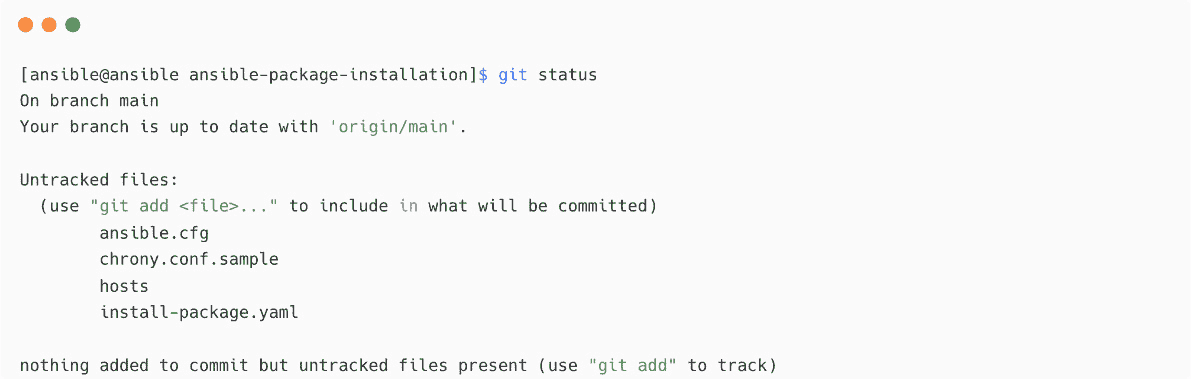 [ansible@ansible ansible-package-installation]$ git status
On branch main
Your branch is up to date with 'origin/main'.
Untracked files:
(use "git add <file>..." to include in what will be committed)
ansible.cfg
chrony.conf.sample
hosts
install-package.yaml
nothing added to commit but untracked files present (use "git add" to track)